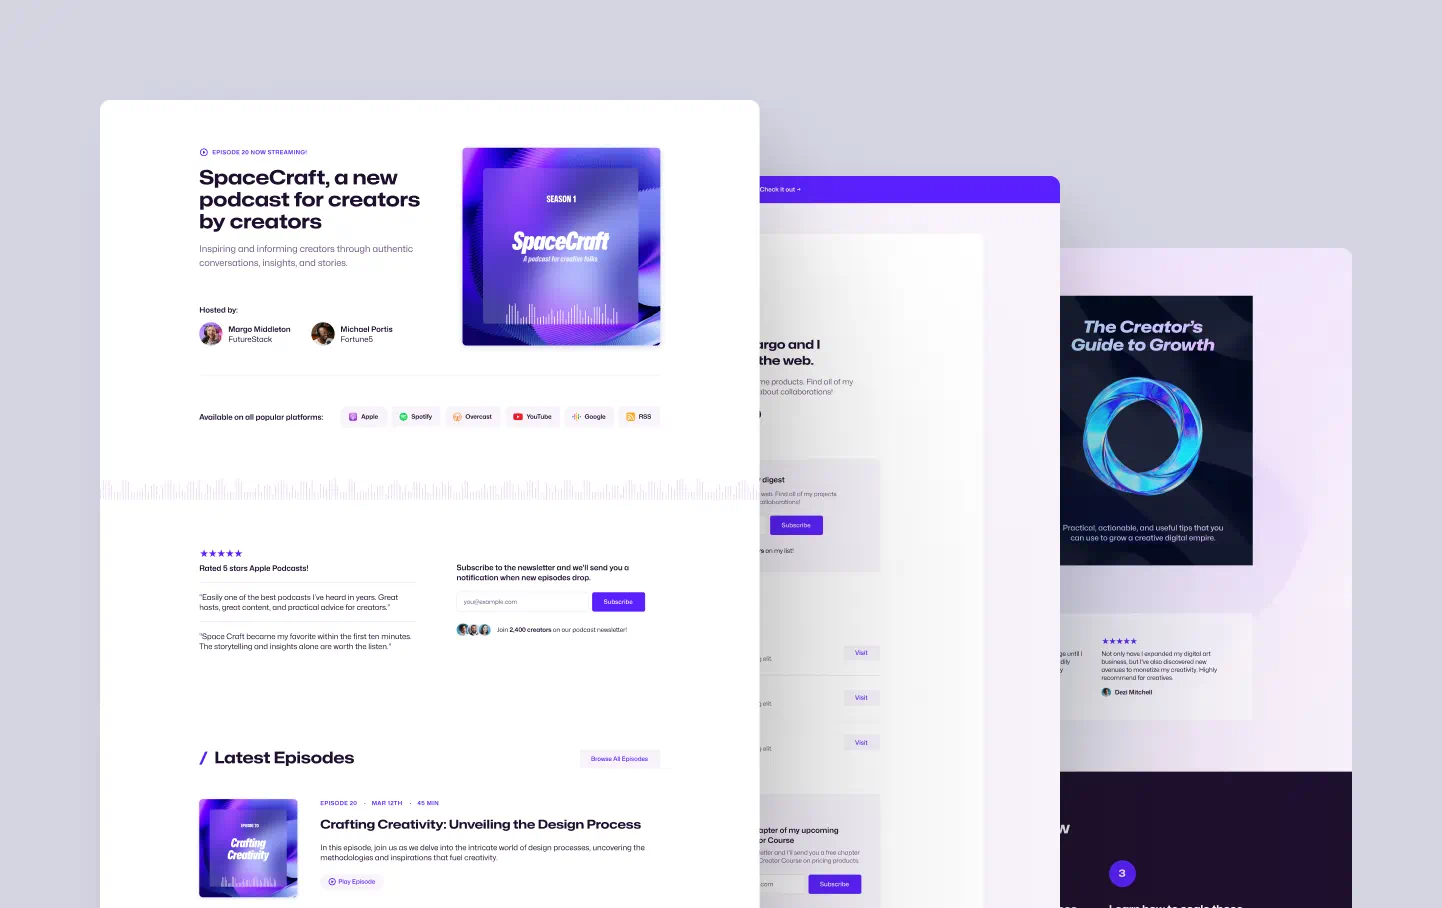 EPISODE 20 NOW STREAMING!
SpaceCraft, a new
podcast for creators
by creators
Inspiring and informing creators through authentic
conversations, insights, and stories.
Hosted by:
Margo Middleton
FutureStack
Michael Portis
Fortune5
SEASON 1
SpaceCraft
A podcast for creative folks
Available on all popular platforms:
Apple
Spotify
Overcast
YouTube
Google
RSS
★★★★★
Rated 5 stars Apple Podcasts!
"Easily one of the best podcasts I've heard in years. Great
hosts, great content, and practical advice for creators."
"Space Craft became my favorite within the first ten minutes.
The storytelling and insights alone are worth the listen."
Subscribe to the newsletter and we'll send you a
notification when new episodes drop.
you@example.com
Subscribe
Join 2,400 creators on our podcast newsletter!
/ Latest Episodes
Browse All Episodes
EPISODE 20
Crafting
Creativity
EPISODE 20 · MAR 12TH · 45 MIN
Crafting Creativity: Unveiling the Design Process
In this episode, join us as we delve into the intricate world of design processes, uncovering the
methodologies and inspirations that fuel creativity.
Play Episode
Check it out →
argo and I
the web.
me products. Find all of my
about collaborations!
digest
web. Find all of my projects
collaborations!
Subscribe
on my list!
elit.
Visit
elit.
Visit
elit.
Visit
apter of my upcoming
or Course
letter and I'll send you a free chapter
Creator Course on pricing products.
.com
Subscribe
The Creator's
Guide to Growth
Practical, actionable, and useful tips that you
can use to grow a creative digital empire.
gs until I
dily
y
★★★★★
Not only have I expanded my digital art
business, but I've also discovered new
avenues to monetize my creativity. Highly
recommend for creatives.
Dezi Mitchell
w
3